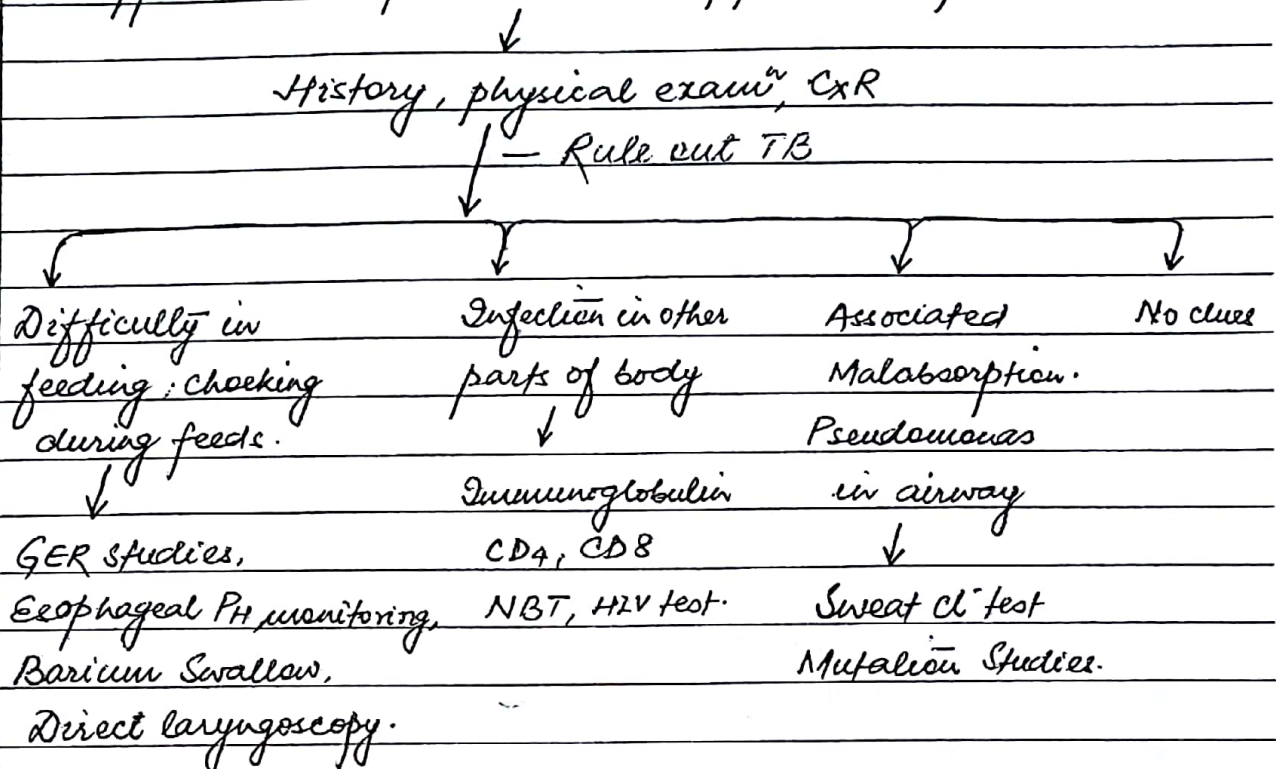 History, physical examⁿ, CxR
— Rule out TB
Difficulty in
feeding; choeking
during feeds.
GER studies,
Esophageal PH monitoring,
Barium Swallow,
Direct laryngoscopy.
Infection in other
parts of body
Immunoglobulin
CD4, CD8
NBT, HIV test.
Associated
Malabsorption.
Pseudomonas
in airway
Sweat Cl⁻ test
Mutation Studies.
No clues